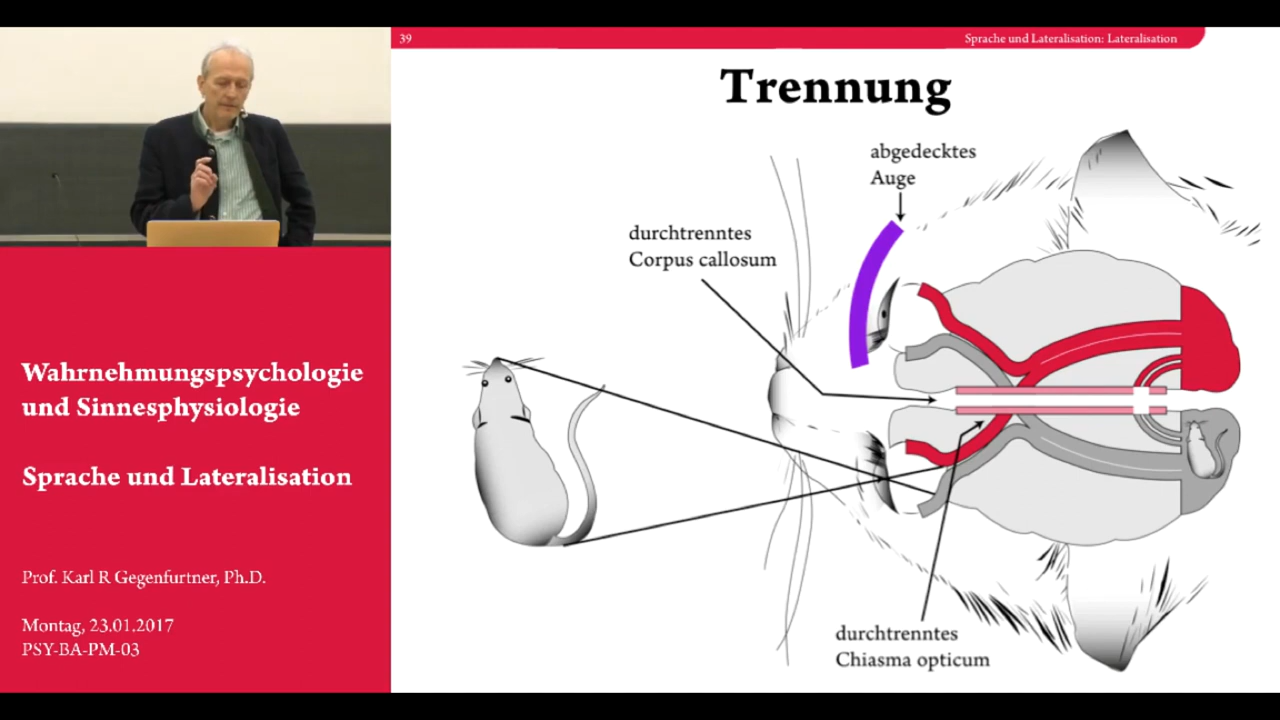 39
Sprache und Lateralisation: Lateralisation
Trennung
abgedecktes
Auge
durchtrenntes
Corpus callosum
durchtrenntes
Chiasma opticum
Wahrnehmungspsychologie
und Sinnesphysiologie
Sprache und Lateralisation
Prof. Karl R Gegenfurtner, Ph.D.
Montag, 23.01.2017
PSY-BA-PM-03